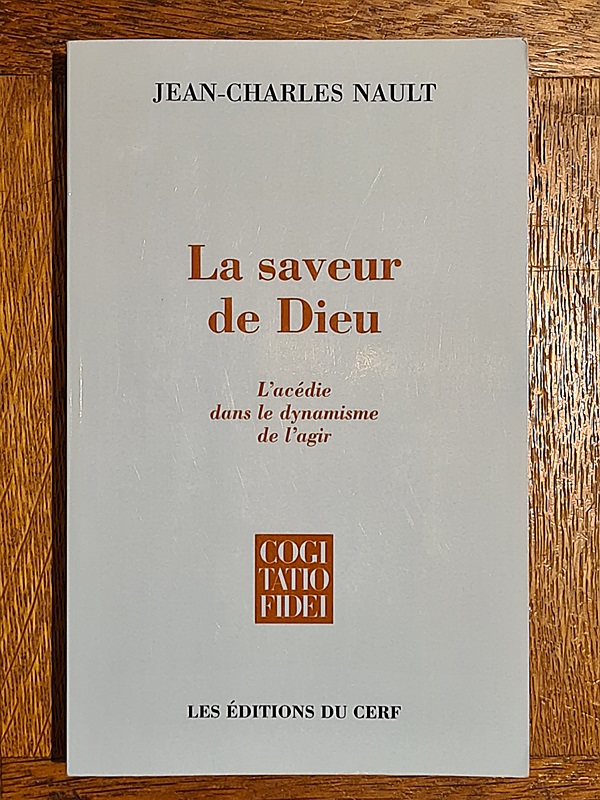 JEAN-CHARLES NAULT
La saveur
de Dieu
L'acédie
dans le dynamisme
de l'agir
COGI
TATIO
FIDEI
LES ÉDITIONS DU CERF